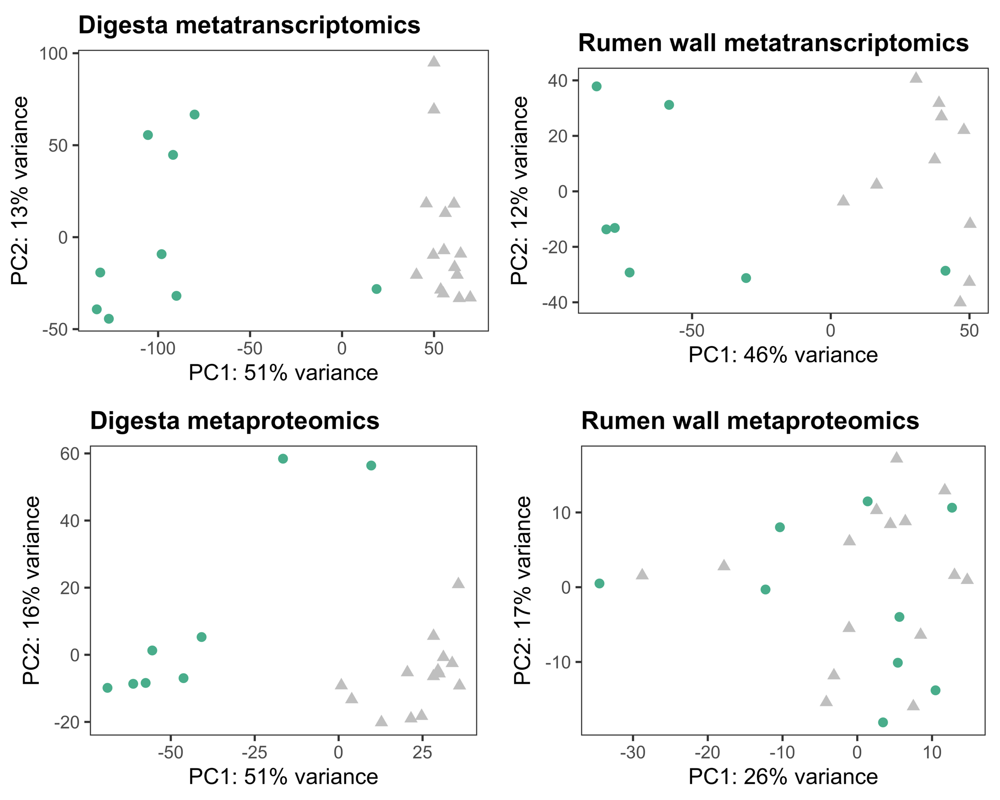 Digesta metatranscriptomics
100
50
0
-50
PC2: 13% variance
-100 -50 0 50
PC1: 51% variance
Rumen wall metatranscriptomics
40
20
0
-20
-40
PC2: 12% variance
-50 0 50
PC1: 46% variance
Digesta metaproteomics
60
40
20
0
-20
PC2: 16% variance
-50 -25 0 25
PC1: 51% variance
Rumen wall metaproteomics
10
0
-10
PC2: 17% variance
-30 -20 -10 0 10
PC1: 26% variance